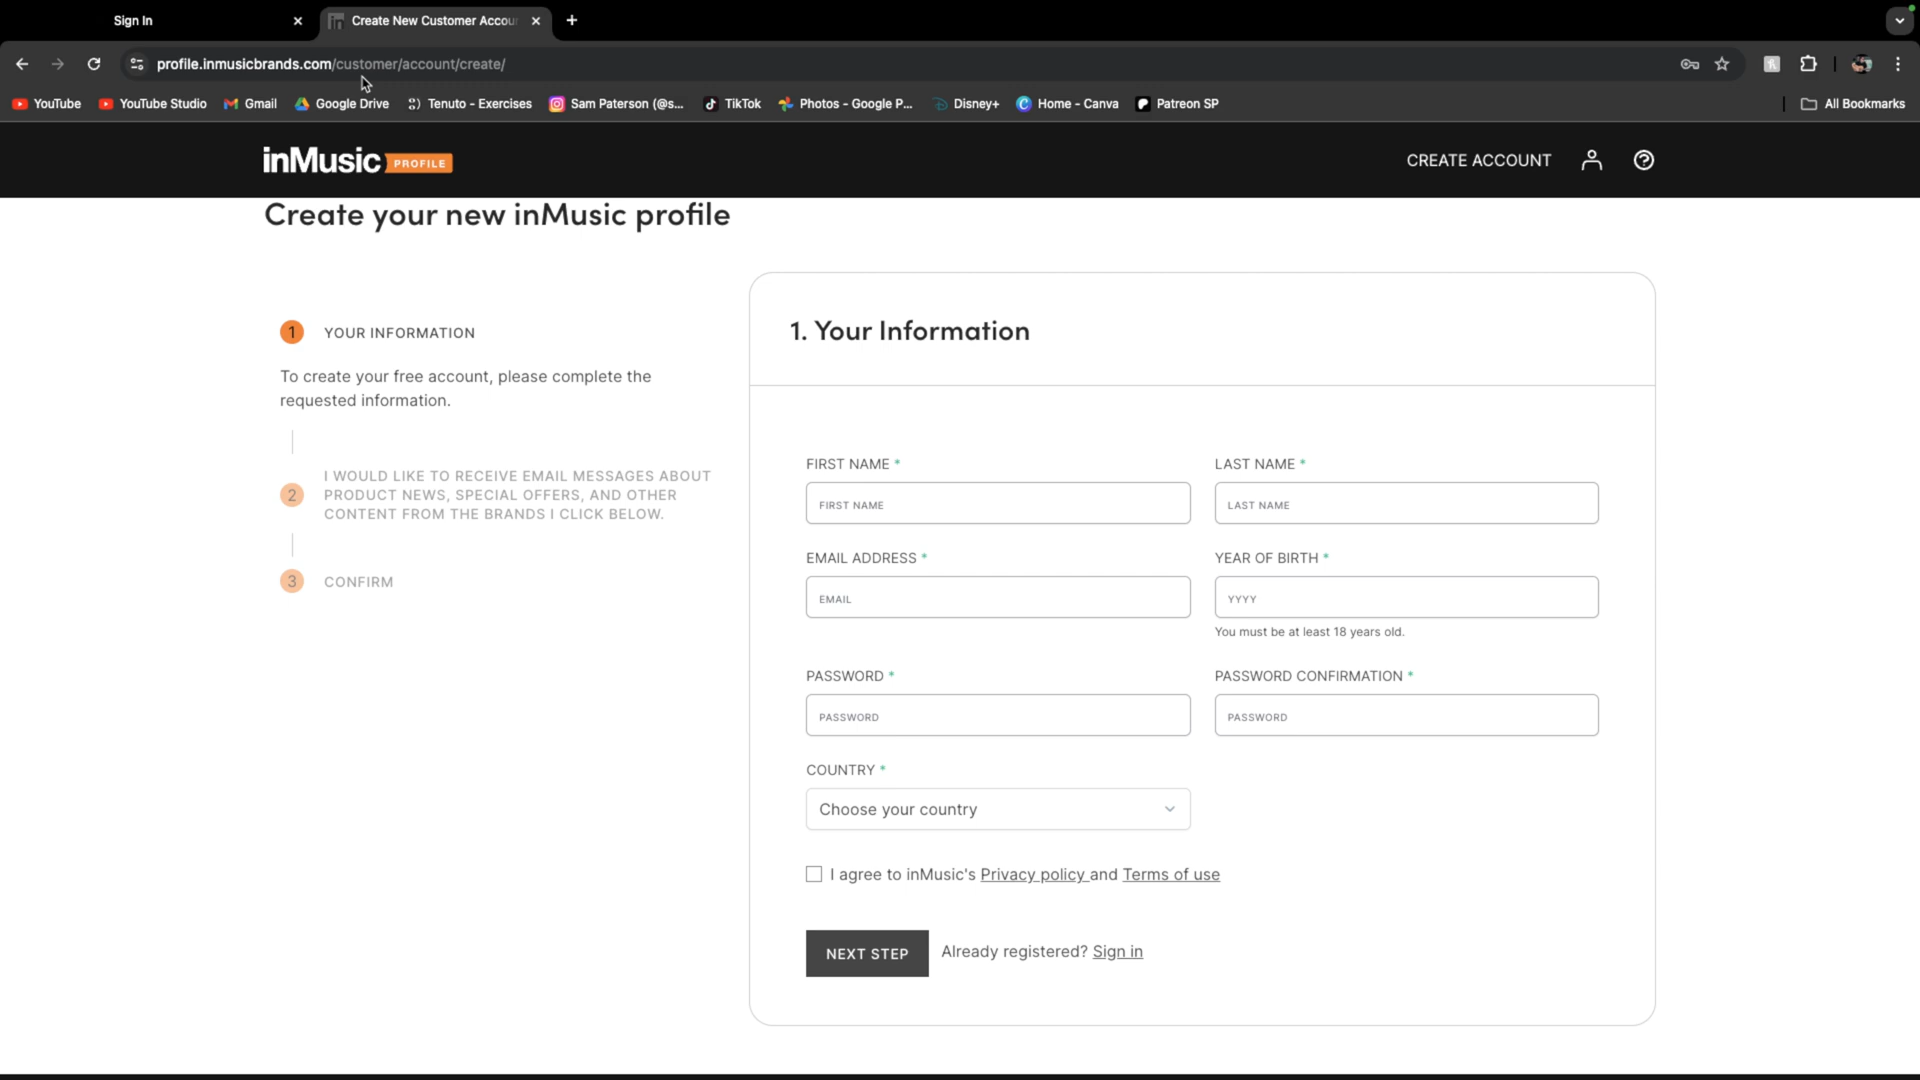 Sign In
Create New Customer Accou
profile.inmusicbrands.com/customer/account/create/
YouTube YouTube Studio Gmail Google Drive Tenuto - Exercises Sam Paterson (@s... TikTok Photos - Google P... Disney+ Home - Canva Patreon SP All Bookmarks
inMusic PROFILE
CREATE ACCOUNT
Create your new inMusic profile
1 YOUR INFORMATION
To create your free account, please complete the
requested information.
2 I WOULD LIKE TO RECEIVE EMAIL MESSAGES ABOUT
PRODUCT NEWS, SPECIAL OFFERS, AND OTHER
CONTENT FROM THE BRANDS I CLICK BELOW.
3 CONFIRM
1. Your Information
FIRST NAME * LAST NAME *
FIRST NAME LAST NAME
EMAIL ADDRESS * YEAR OF BIRTH *
EMAIL YYYY
You must be at least 18 years old.
PASSWORD * PASSWORD CONFIRMATION *
PASSWORD PASSWORD
COUNTRY *
Choose your country
I agree to inMusic's Privacy policy and Terms of use
NEXT STEP Already registered? Sign in